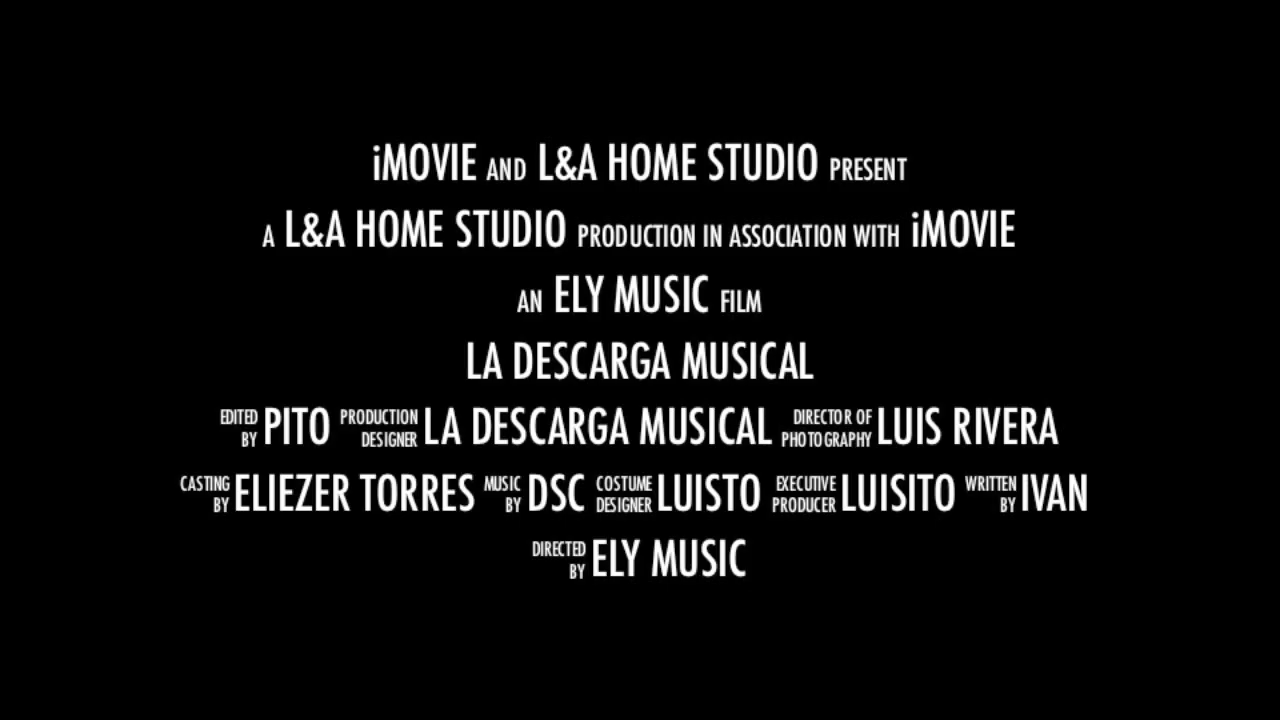 iMOVIE AND L&A HOME STUDIO PRESENT
A L&A HOME STUDIO PRODUCTION IN ASSOCIATION WITH iMOVIE
AN ELY MUSIC FILM
LA DESCARGA MUSICAL
EDITED BY PITO PRODUCTION DESIGNER LA DESCARGA MUSICAL DIRECTOR OF PHOTOGRAPHY LUIS RIVERA
CASTING BY ELIEZER TORRES MUSIC BY DSC COSTUME DESIGNER LUISTO EXECUTIVE PRODUCER LUISITO WRITTEN BY IVAN
DIRECTED BY ELY MUSIC